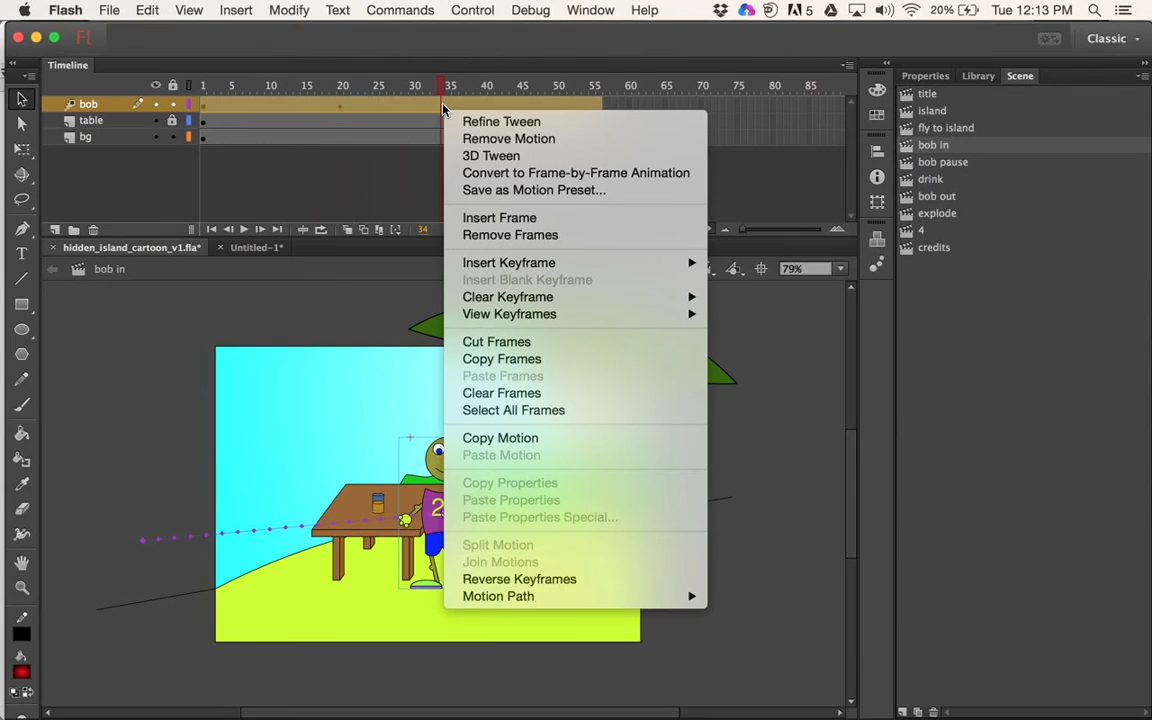 Flash File Edit View Insert Modify Text Commands Control Debug Window Help 5 20% Tue 12:13 PM
Fl Classic
Timeline
1 5 10 15 20 25 30 35 40 45 50 55 60 65 70 75 80 85
bob
table
bg
34
hidden_island_cartoon_v1.fla* Untitled-1*
bob in 79%
Refine Tween
Remove Motion
3D Tween
Convert to Frame-by-Frame Animation
Save as Motion Preset...
Insert Frame
Remove Frames
Insert Keyframe
Insert Blank Keyframe
Clear Keyframe
View Keyframes
Cut Frames
Copy Frames
Paste Frames
Clear Frames
Select All Frames
Copy Motion
Paste Motion
Copy Properties
Paste Properties
Paste Properties Special...
Split Motion
Join Motions
Reverse Keyframes
Motion Path
2
Properties Library Scene
title
island
fly to island
bob in
bob pause
drink
bob out
explode
4
credits